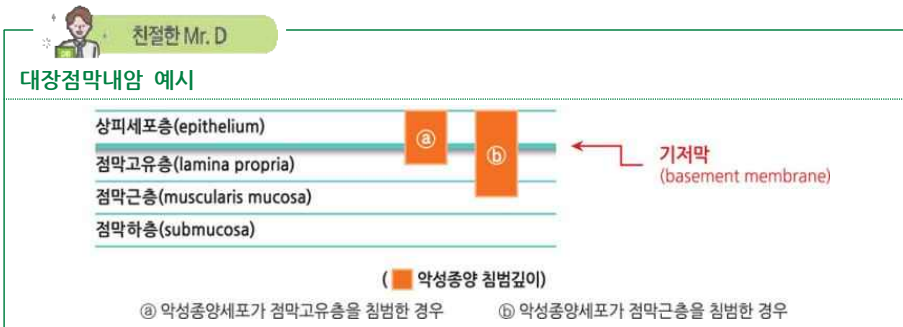 친절한 Mr. D
대장점막내암 예시
상피세포층(epithelium)
ⓐ
ⓑ
기저막
(basement membrane)
점막고유층(lamina propria)
점막근층(muscularis mucosa)
점막하층(submucosa)
( 악성종양 침범깊이)
ⓐ 악성종양세포가 점막고유층을 침범한 경우 ⓑ 악성종양세포가 점막근층을 침범한 경우